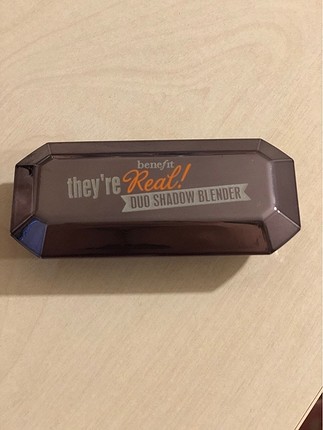 benefit
they're Real!
DUO SHADOW BLENDER